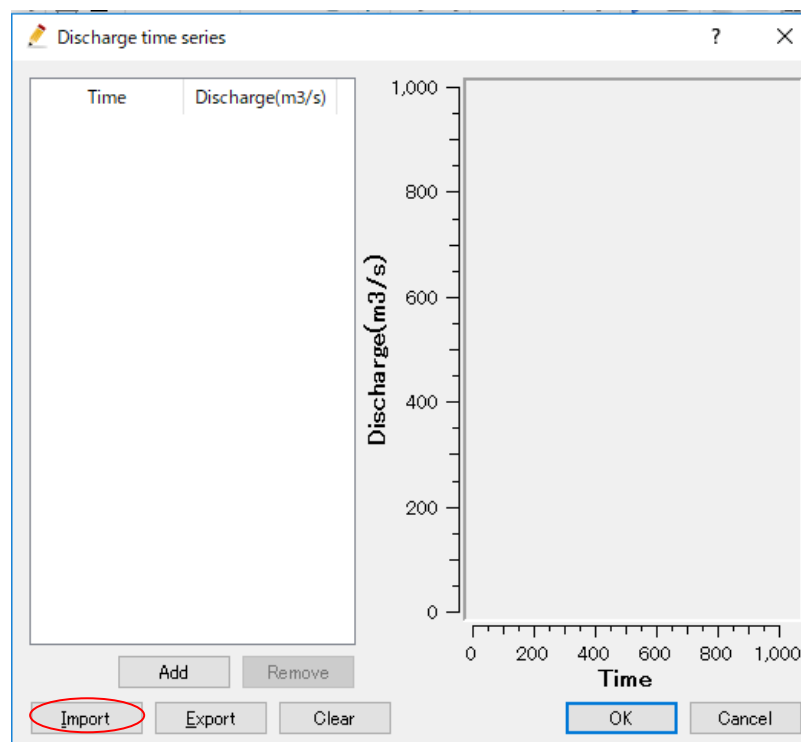 Discharge time series
?
Time Discharge(m3/s)
1,000
800
600
400
200
0
Discharge(m3/s)
0 200 400 600 800 1,000
Time
Add Remove
Import Export Clear OK Cancel